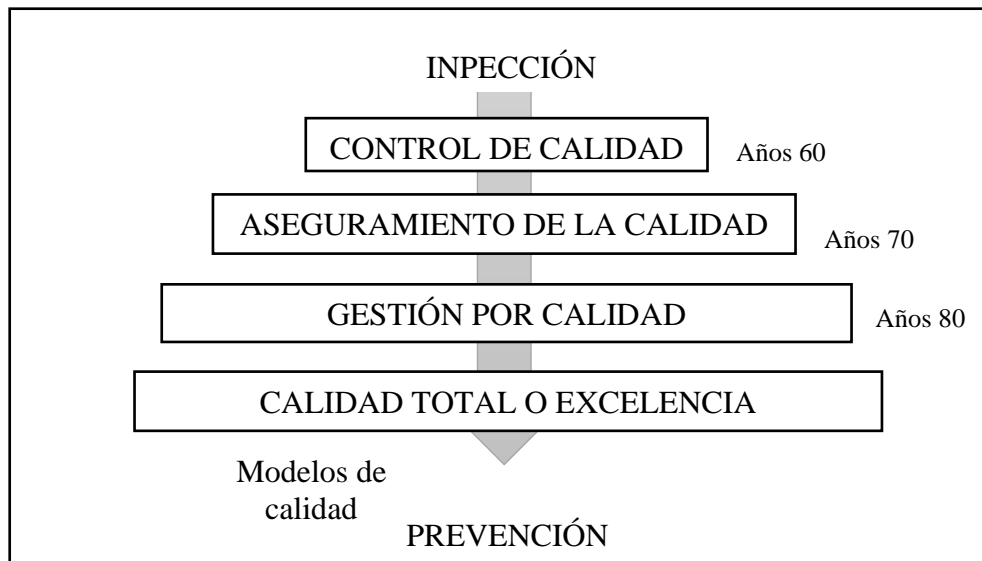 INPECCIÓN
CONTROL DE CALIDAD
Años 60
ASEGURAMIENTO DE LA CALIDAD
Años 70
GESTIÓN POR CALIDAD
Años 80
CALIDAD TOTAL O EXCELENCIA
Modelos de
calidad
PREVENCIÓN